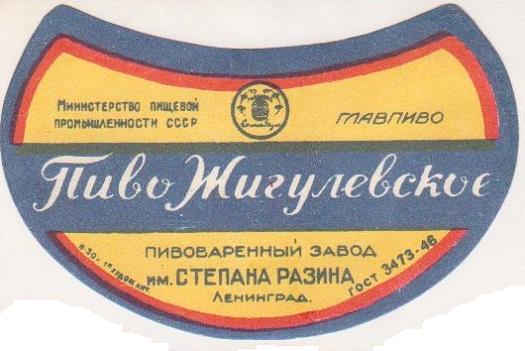 Министерство пищевой
промышленности СССР
ГЛАВПИВО
Пиво Жигулевское
ПИВОВАРЕННЫЙ ЗАВОД
им. СТЕПАНА РАЗИНА
Ленинград.
ГОСТ 3473-46